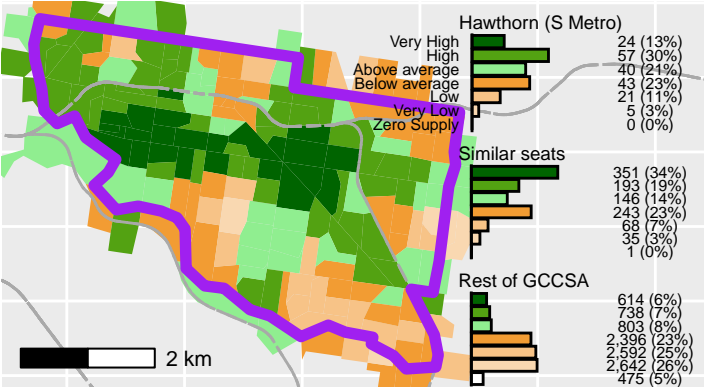 Hawthorn (S Metro)
Very High 24 (13%)
High 57 (30%)
Above average 40 (21%)
Below average 43 (23%)
Low 21 (11%)
Very Low 5 (3%)
Zero Supply 0 (0%)
Similar seats
351 (34%)
193 (19%)
146 (14%)
243 (23%)
68 (7%)
35 (3%)
1 (0%)
Rest of GCCSA
614 (6%)
738 (7%)
803 (8%)
2,396 (23%)
2,592 (25%)
2,642 (26%)
475 (5%)
2 km